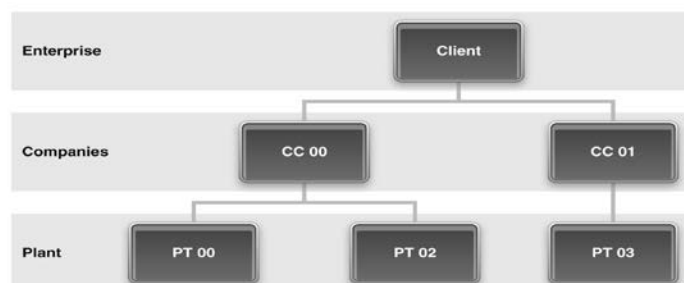 Enterprise Client
Companies CC 00 CC 01
Plant PT 00 PT 02 PT 03